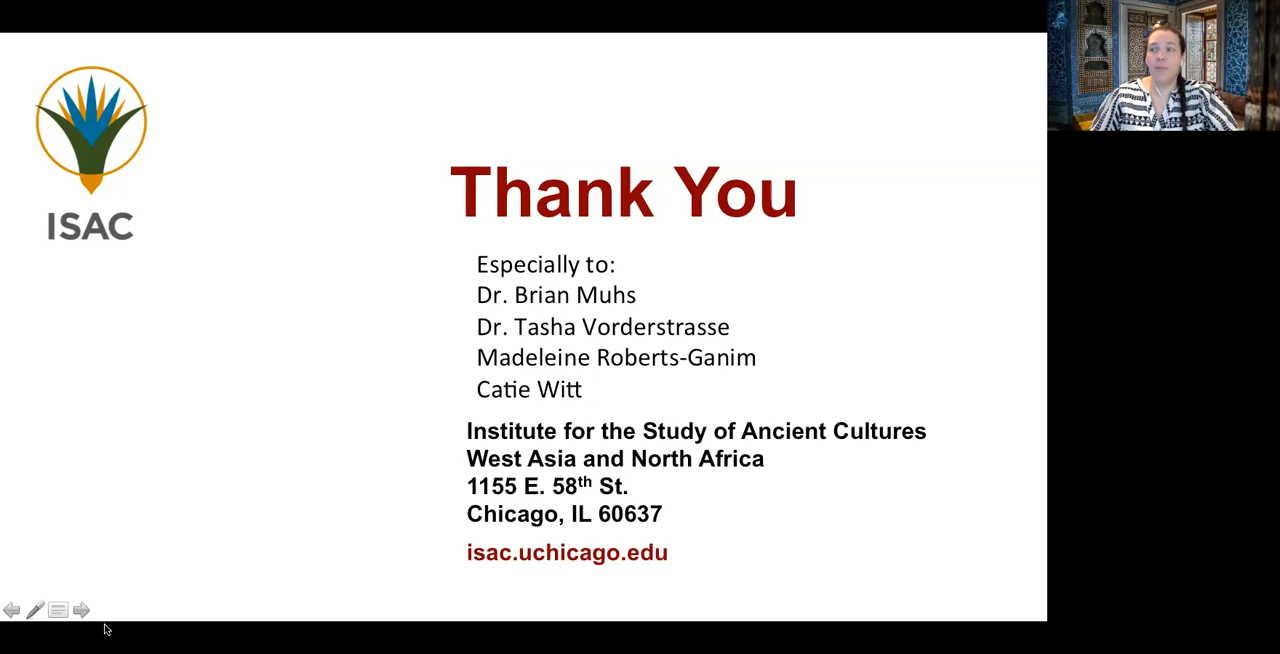 ISAC
Thank You
Especially to:
Dr. Brian Muhs
Dr. Tasha Vorderstrasse
Madeleine Roberts-Ganim
Catie Witt
Institute for the Study of Ancient Cultures
West Asia and North Africa
1155 E. 58th St.
Chicago, IL 60637
isac.uchicago.edu